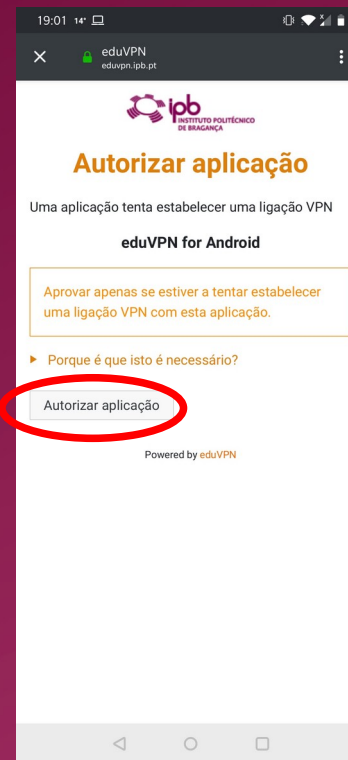 19:01 14°
eduVPN
eduvpn.ipb.pt
ipb
INSTITUTO POLITÉCNICO
DE BRAGANÇA
Autorizar aplicação
Uma aplicação tenta estabelecer uma ligação VPN
eduVPN for Android
Aprovar apenas se estiver a tentar estabelecer
uma ligação VPN com esta aplicação.
Porque é que isto é necessário?
Autorizar aplicação
Powered by eduVPN